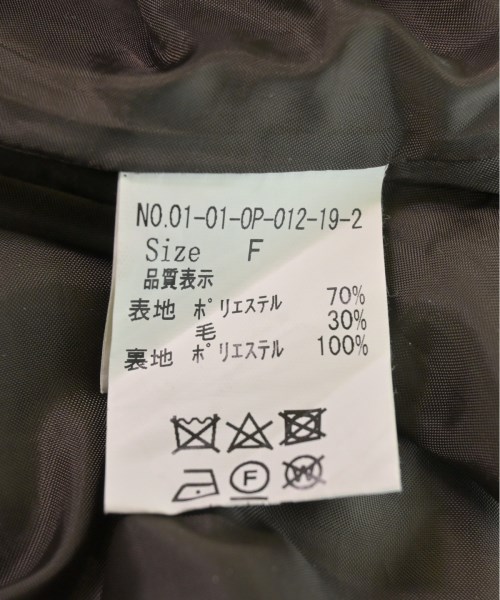 NO.01-01-OP-012-19-2
Size F
品質表示
表地 ポリエステル 70%
毛 30%
裏地 ポリエステル 100%
F
W